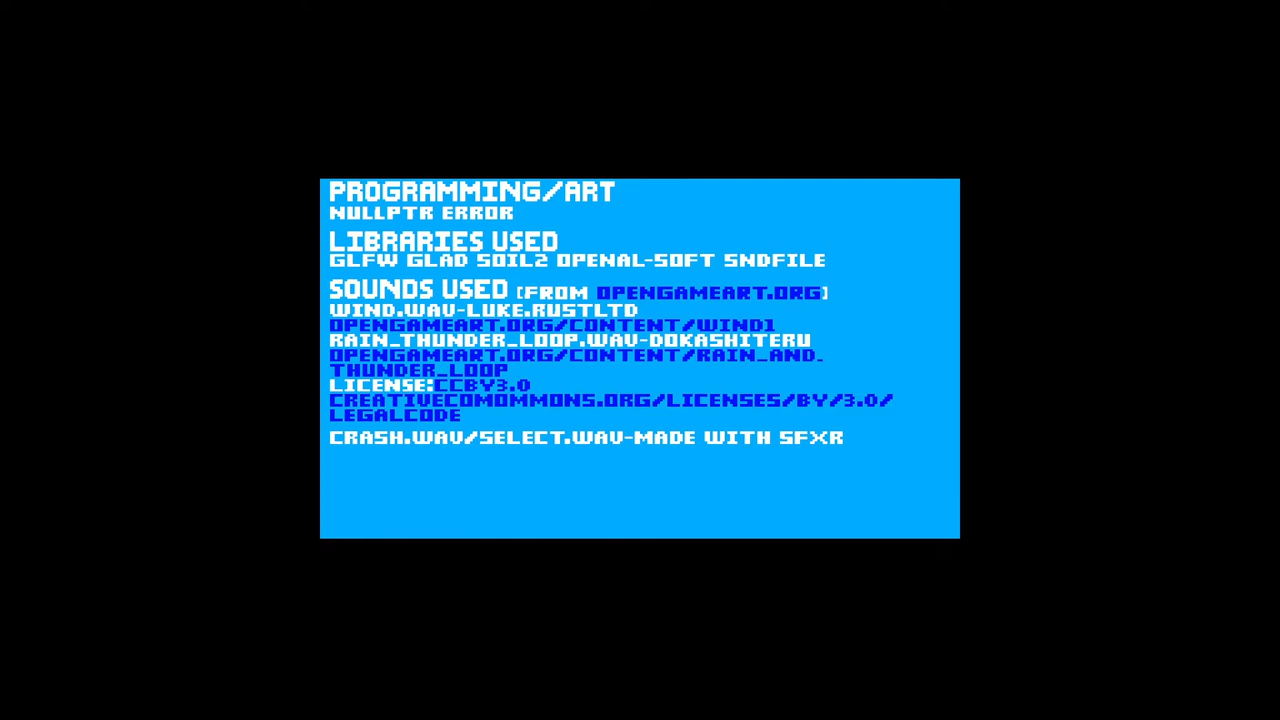 PROGRAMMING/ART
NULLPTR ERROR
LIBRARIES USED
GLFW GLAD SOIL2 OPENAL-SOFT SNDFILE
SOUNDS USED [FROM OPENGAMEART.ORG]
WIND.WAV-LUKE.RUSTLTD
OPENGAMEART.ORG/CONTENT/WIND1
RAIN_THUNDER_LOOP.WAV-DOKASHITERU
OPENGAMEART.ORG/CONTENT/RAIN_AND_
THUNDER_LOOP
LICENSE:CCBY3.0
CREATIVECOMOMMONS.ORG/LICENSES/BY/3.0/
LEGALCODE
CRASH.WAV/SELECT.WAV-MADE WITH SFXR